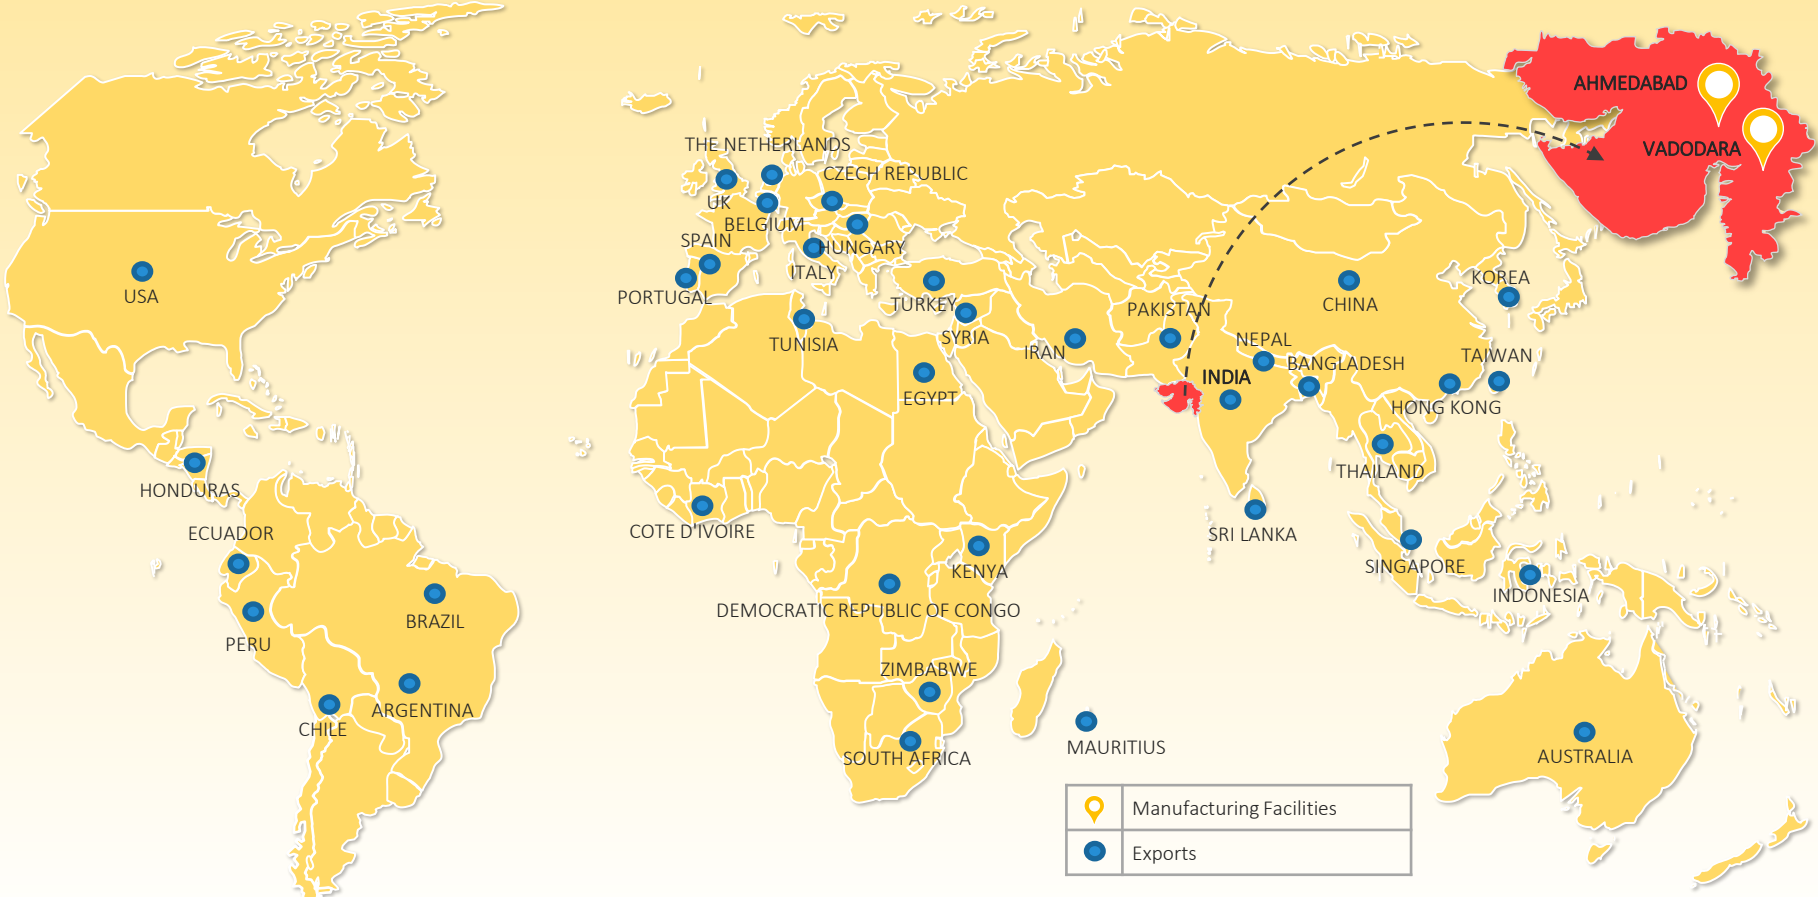 AHMEDABAD
VADODARA
THE NETHERLANDS
CZECH REPUBLIC
UK
BELGIUM
SPAIN
HUNGARY
ITALY
PORTUGAL
USA
TURKEY
TUNISIA
SYRIA
IRAN
PAKISTAN
NEPAL
CHINA
KOREA
BANGLADESH
TAIWAN
INDIA
EGYPT
HONG KONG
THAILAND
HONDURAS
ECUADOR
COTE D'IVOIRE
SRI LANKA
KENYA
SINGAPORE
INDONESIA
DEMOCRATIC REPUBLIC OF CONGO
BRAZIL
PERU
ZIMBABWE
ARGENTINA
CHILE
SOUTH AFRICA
MAURITIUS
AUSTRALIA
Manufacturing Facilities
Exports